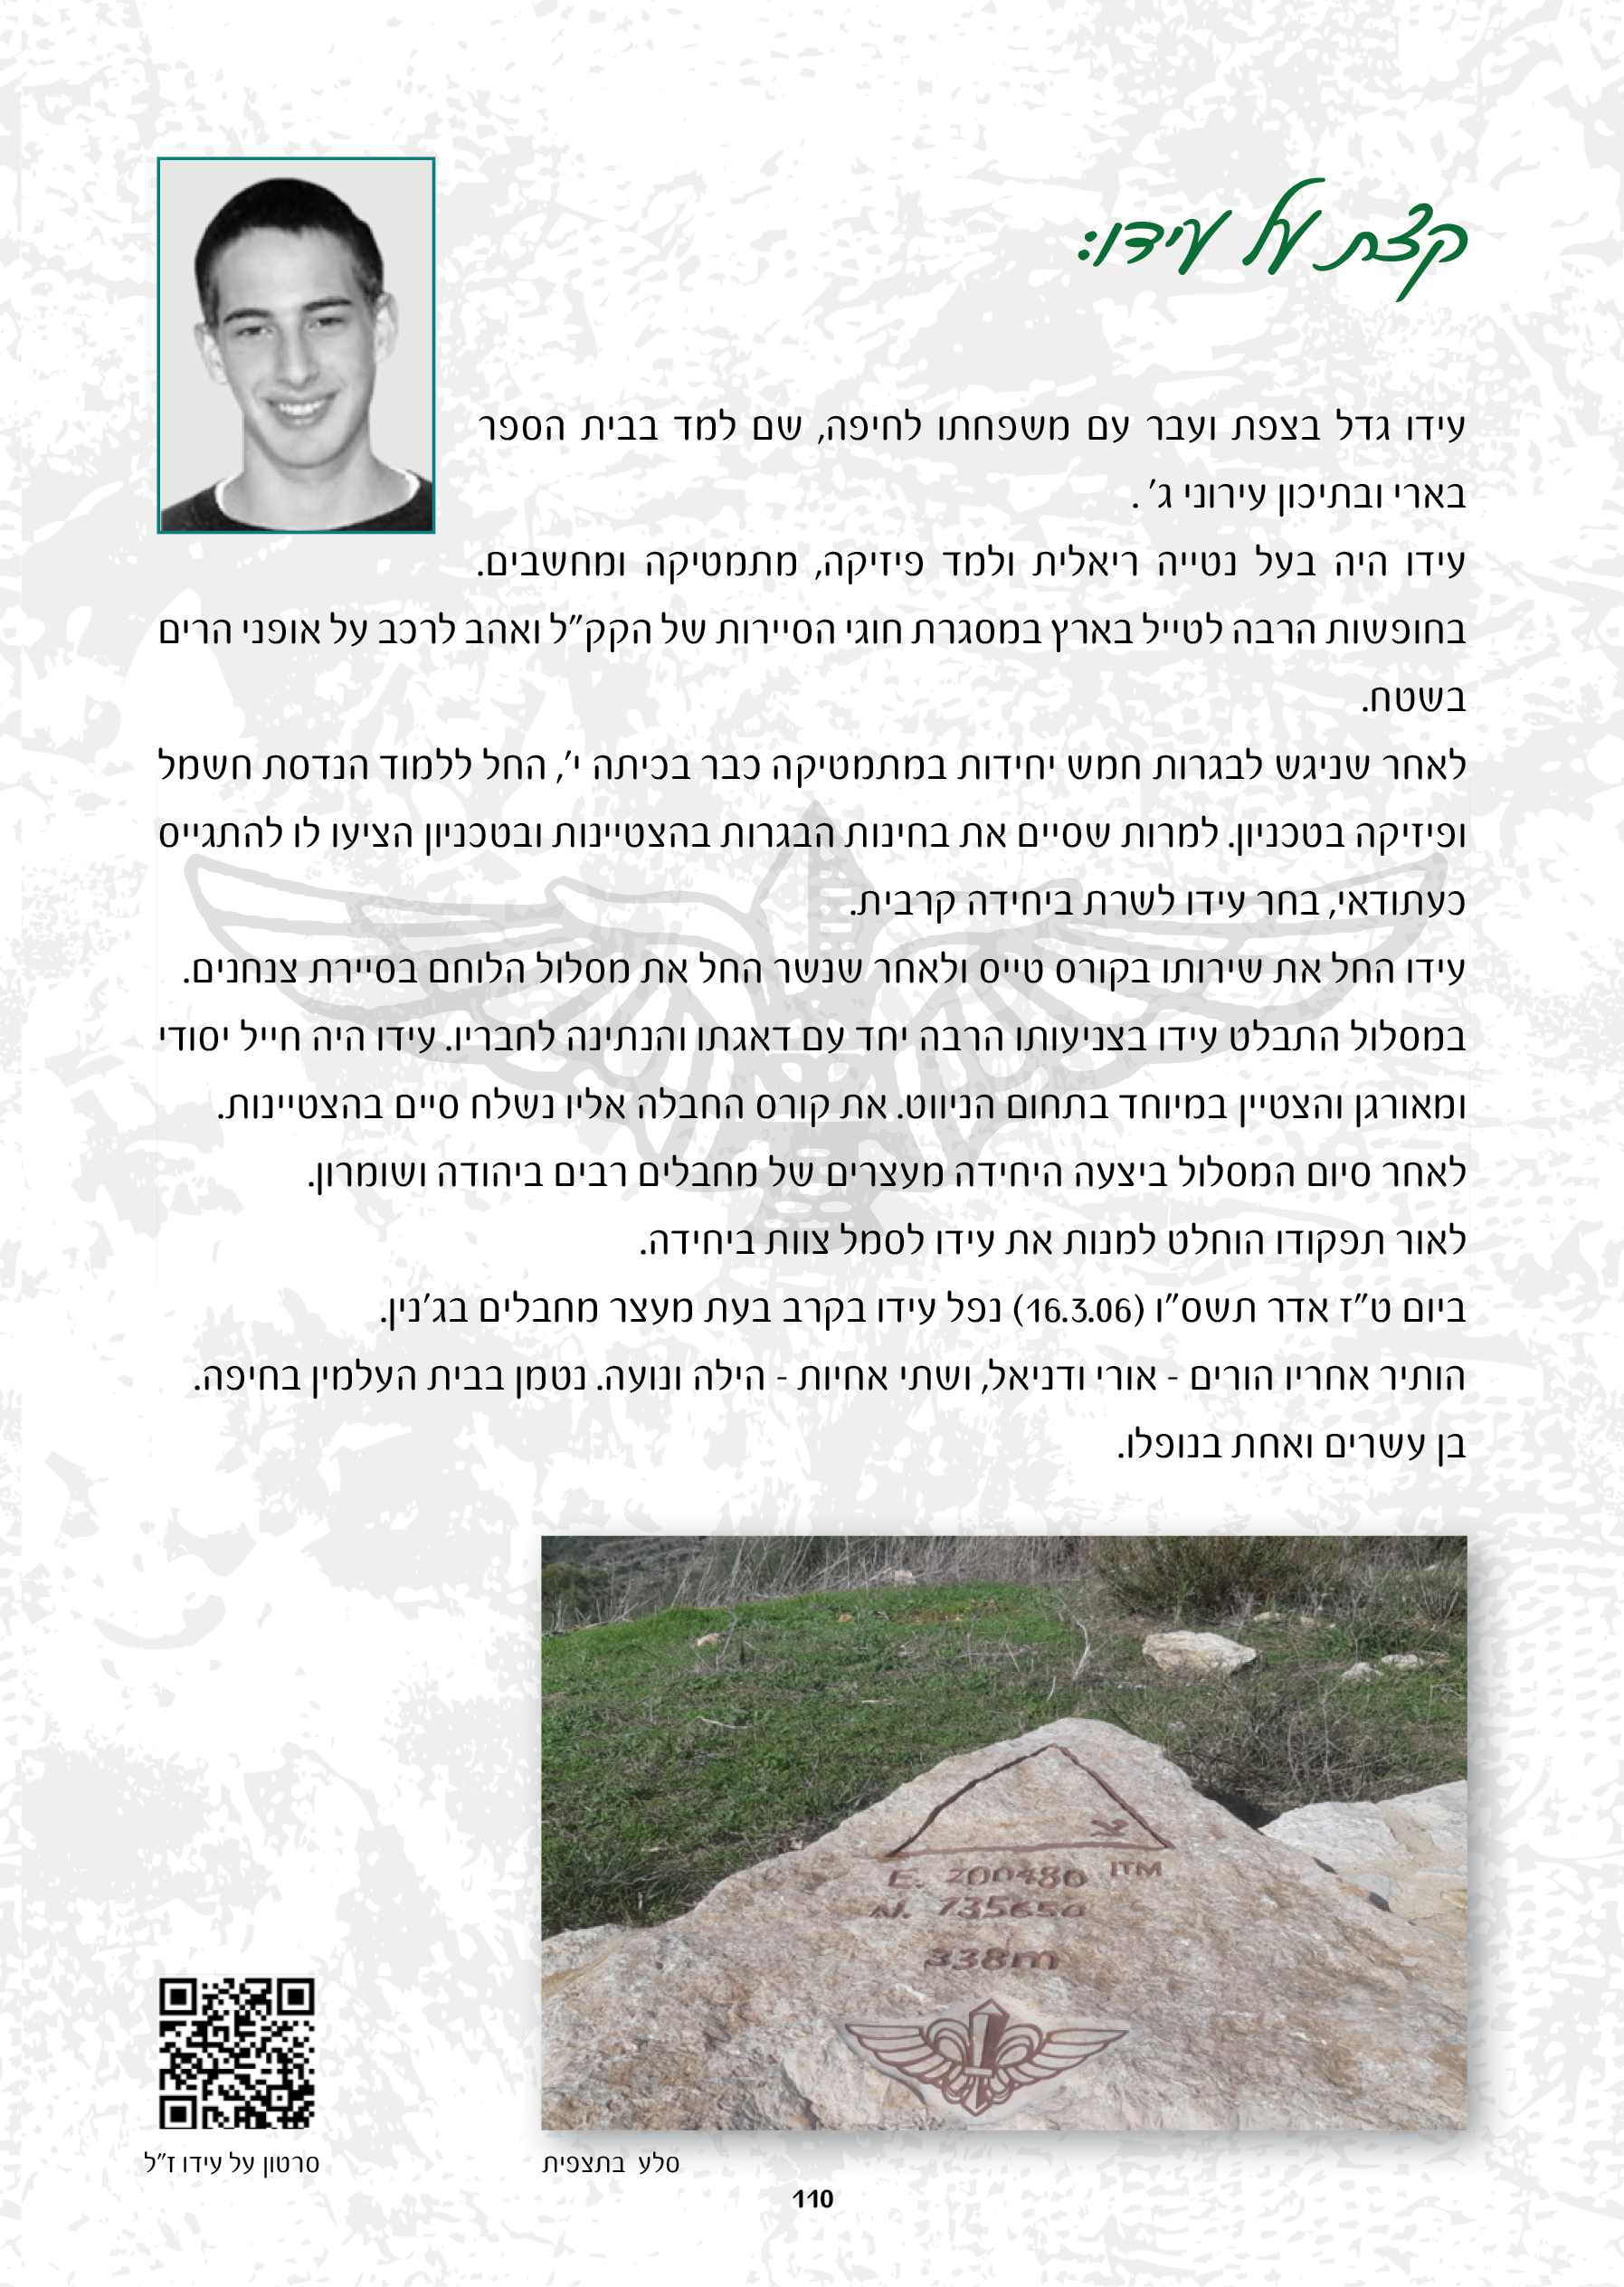 קצת על עידו:
עידו גדל בצפת ועבר עם משפחתו לחיפה, שם למד בבית הספר
בארי ובתיכון עירוני ג' .
עידו היה בעל נטייה ריאלית ולמד פיזיקה, מתמטיקה ומחשבים.
בחופשות הרבה לטייל בארץ במסגרת חוגי הסיירות של הקק"ל ואהב לרכב על אופני הרים
בשטח.
לאחר שניגש לבגרות חמש יחידות במתמטיקה כבר בכיתה י', החל ללמוד הנדסת חשמל
ופיזיקה בטכניון. למרות שסיים את בחינות הבגרות בהצטיינות ובטכניון הציעו לו להתגייס
כעתודאי, בחר עידו לשרת ביחידה קרבית.
עידו החל את שירותו בקורס טייס ולאחר שנשר החל את מסלול הלוחם בסיירת צנחנים.
במסלול התבלט עידו בצניעותו הרבה יחד עם דאגתו והנתינה לחבריו. עידו היה חייל יסודי
ומאורגן והצטיין במיוחד בתחום הניווט. את קורס החבלה אליו נשלח סיים בהצטיינות.
לאחר סיום המסלול ביצעה היחידה מעצרים של מחבלים רבים ביהודה ושומרון.
לאור תפקודו הוחלט למנות את עידו לסמל צוות ביחידה.
ביום ט"ז אדר תשס"ו (16.3.06) נפל עידו בקרב בעת מעצר מחבלים בג'נין.
הותיר אחריו הורים - אורי ודניאל, ושתי אחיות - הילה ונועה. נטמן בבית העלמין בחיפה.
בן עשרים ואחת בנופלו.
E. 200480 ITM
N. 735650
338m
סלע בתצפית
סרטון על עידו ז"ל
110